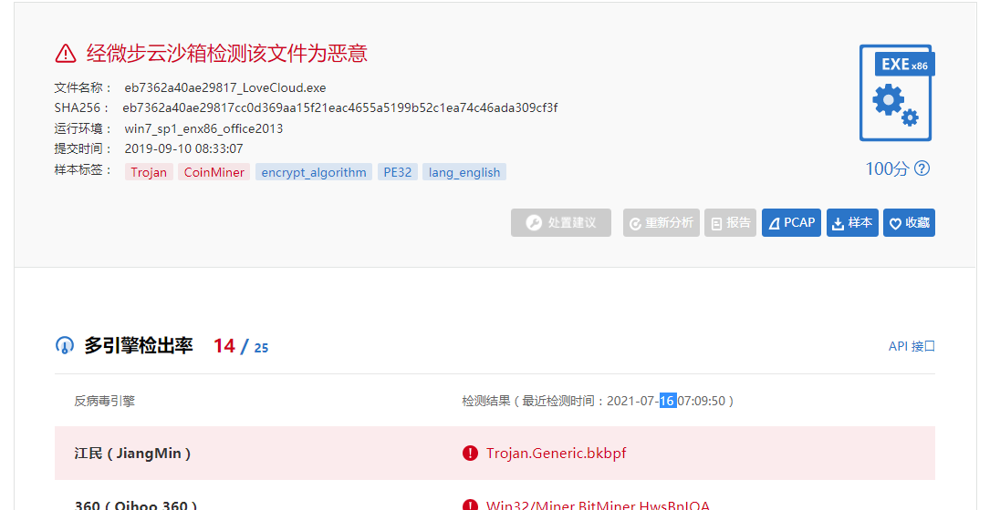 经微步云沙箱检测该文件为恶意
EXE x86
文件名称： eb7362a40ae29817_LoveCloud.exe
SHA256： eb7362a40ae29817cc0d369aa15f21eac4655a5199b52c1ea74c46ada309cf3f
运行环境： win7_sp1_enx86_office2013
提交时间： 2019-09-10 08:33:07
样本标签： Trojan CoinMiner encrypt_algorithm PE32 lang_english
100分 ?
处置建议 重新分析 报告 PCAP 样本 收藏
多引擎检出率 14 / 25 API 接口
反病毒引擎 检测结果（最近检测时间：2021-07-16 07:09:50）
江民（JiangMin） Trojan.Generic.bkbpf
360（Qihoo 360） Win32/Miner.BitMiner.HwsBnIQA